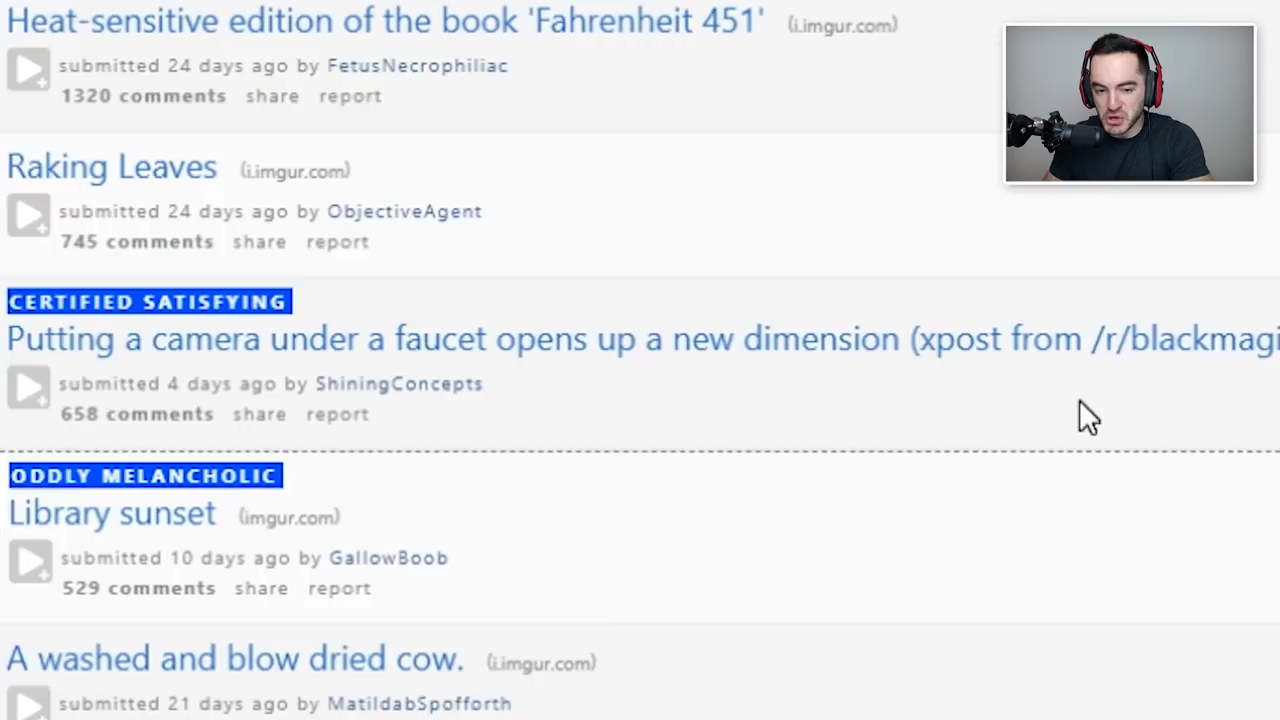 Heat-sensitive edition of the book 'Fahrenheit 451' (i.imgur.com)
submitted 24 days ago by FetusNecrophiliac
1320 comments share report
Raking Leaves (i.imgur.com)
submitted 24 days ago by ObjectiveAgent
745 comments share report
CERTIFIED SATISFYING
Putting a camera under a faucet opens up a new dimension (xpost from /r/blackmagi
submitted 4 days ago by ShiningConcepts
658 comments share report
ODDLY MELANCHOLIC
Library sunset (imgur.com)
submitted 10 days ago by GallowBoob
529 comments share report
A washed and blow dried cow. (i.imgur.com)
submitted 21 days ago by MatildabSpofforth